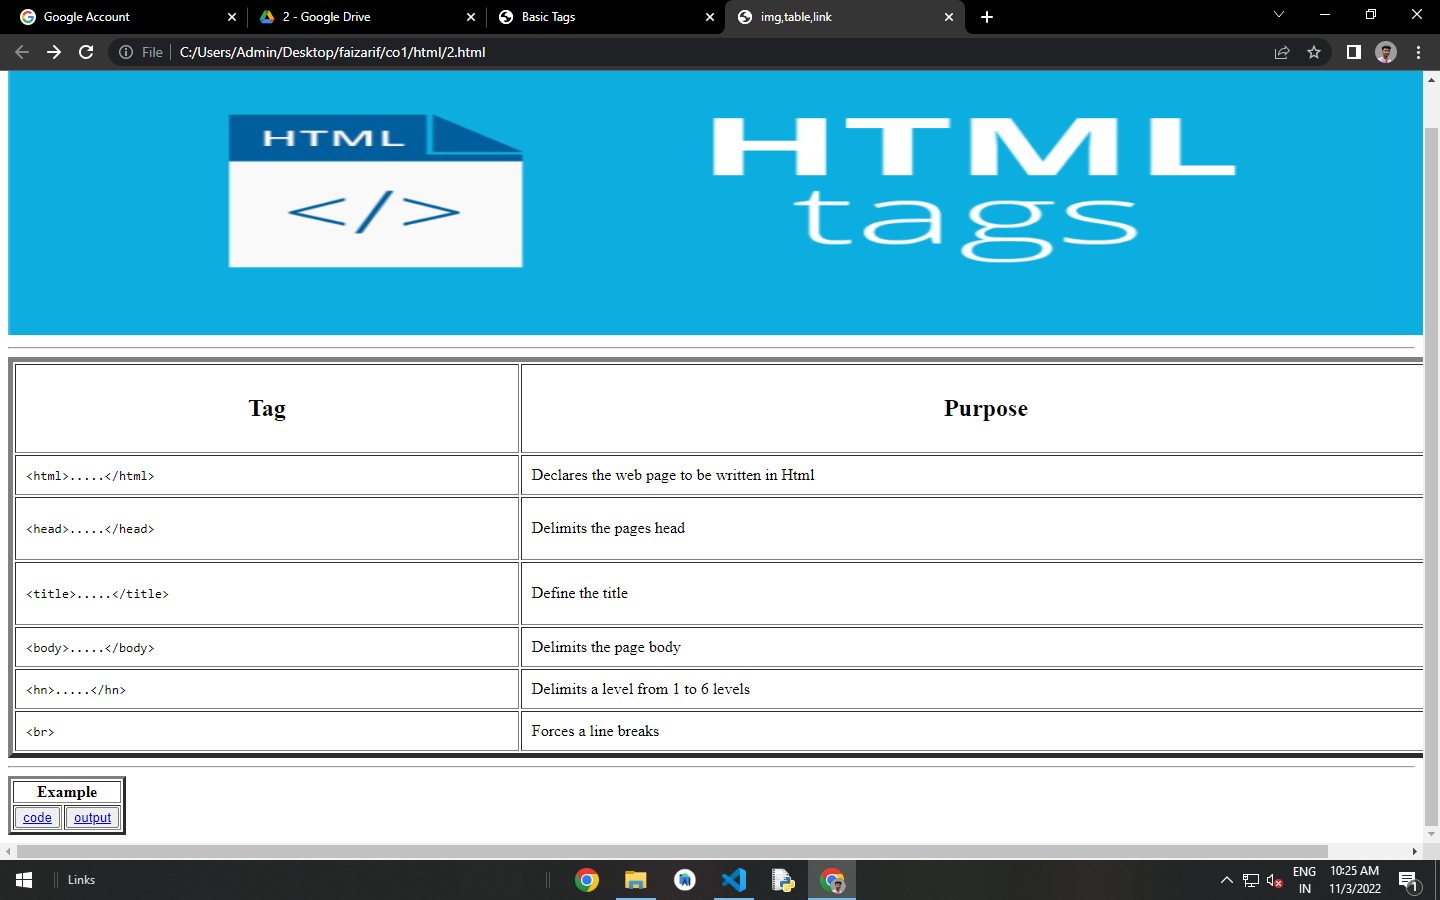 Google Account
2 - Google Drive
Basic Tags
img,table,link
File
C:/Users/Admin/Desktop/faizarif/co1/html/2.html
HTML
</>
HTML
tags
Tag Purpose
<html>.....</html> Declares the web page to be written in Html
<head>.....</head> Delimits the pages head
<title>.....</title> Define the title
<body>.....</body> Delimits the page body
<hn>.....</hn> Delimits a level from 1 to 6 levels
<br> Forces a line breaks
Example
code output
Links
ENG
IN
10:25 AM
11/3/2022
1